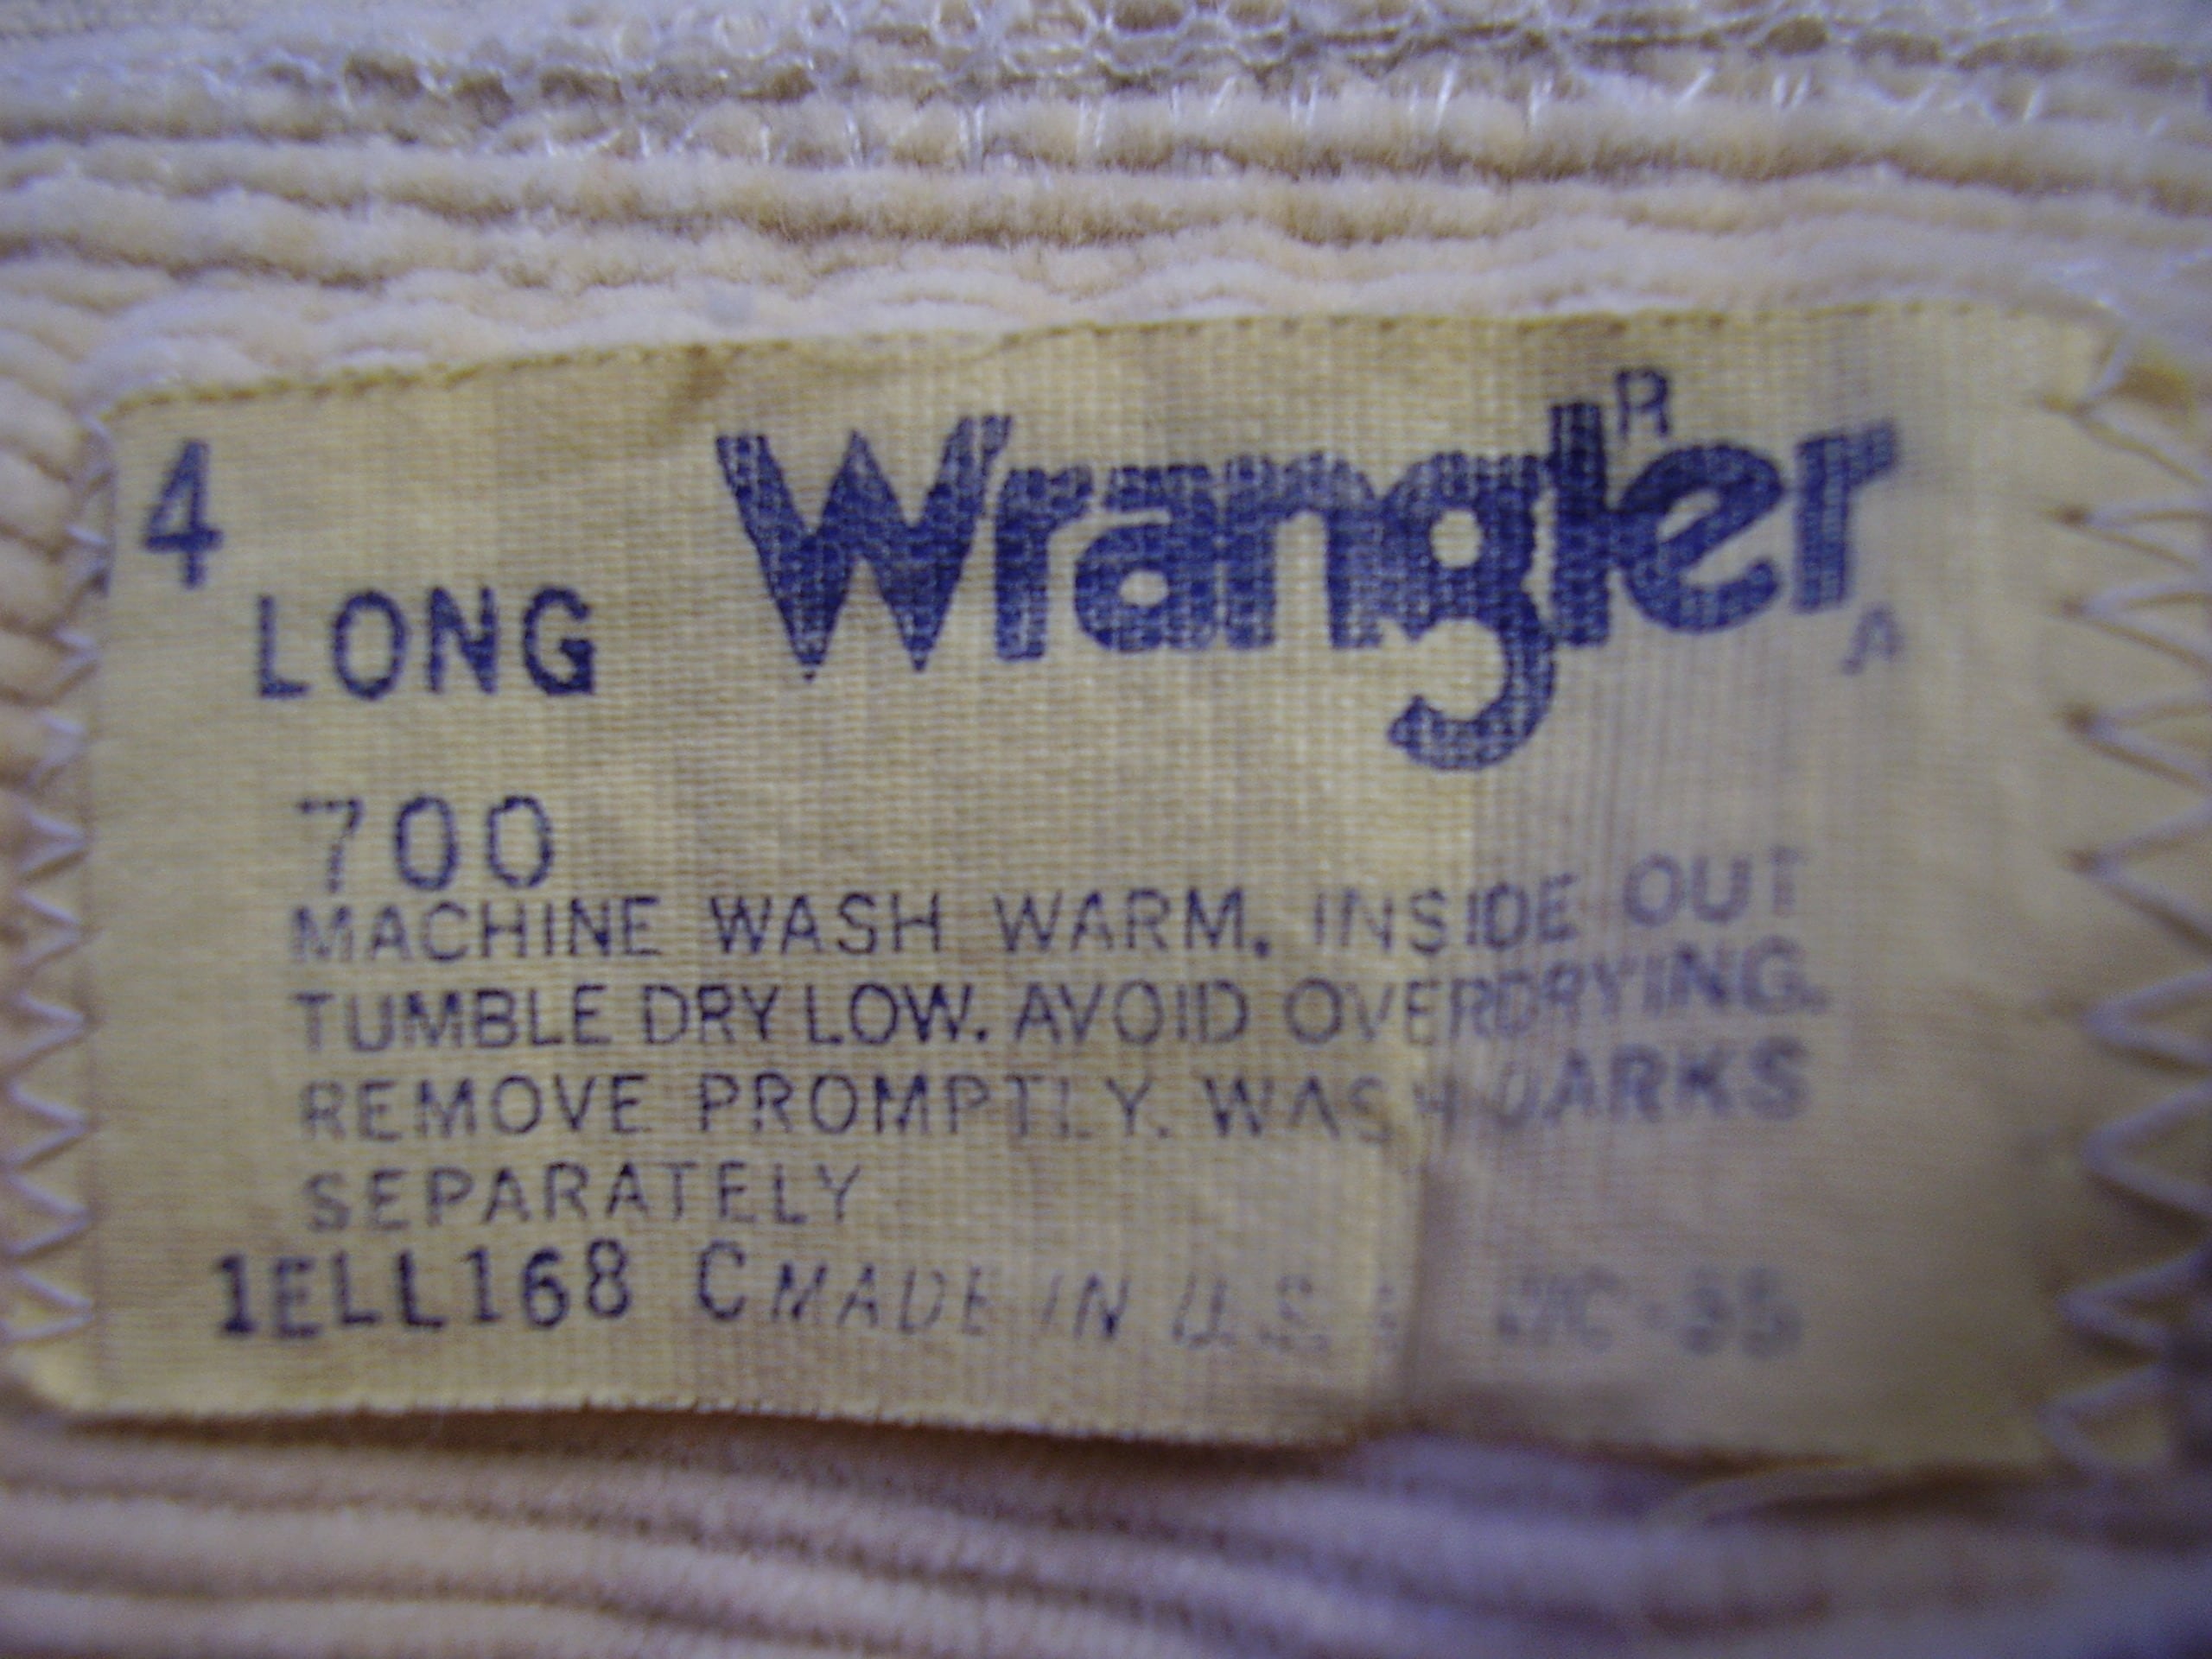 4 Wrangler R
LONG
700
MACHINE WASH WARM. INSIDE OUT
TUMBLE DRY LOW. AVOID OVERDRYING.
REMOVE PROMPTLY. WASH DARKS
SEPARATELY
1ELL168 C MADE IN U.S.